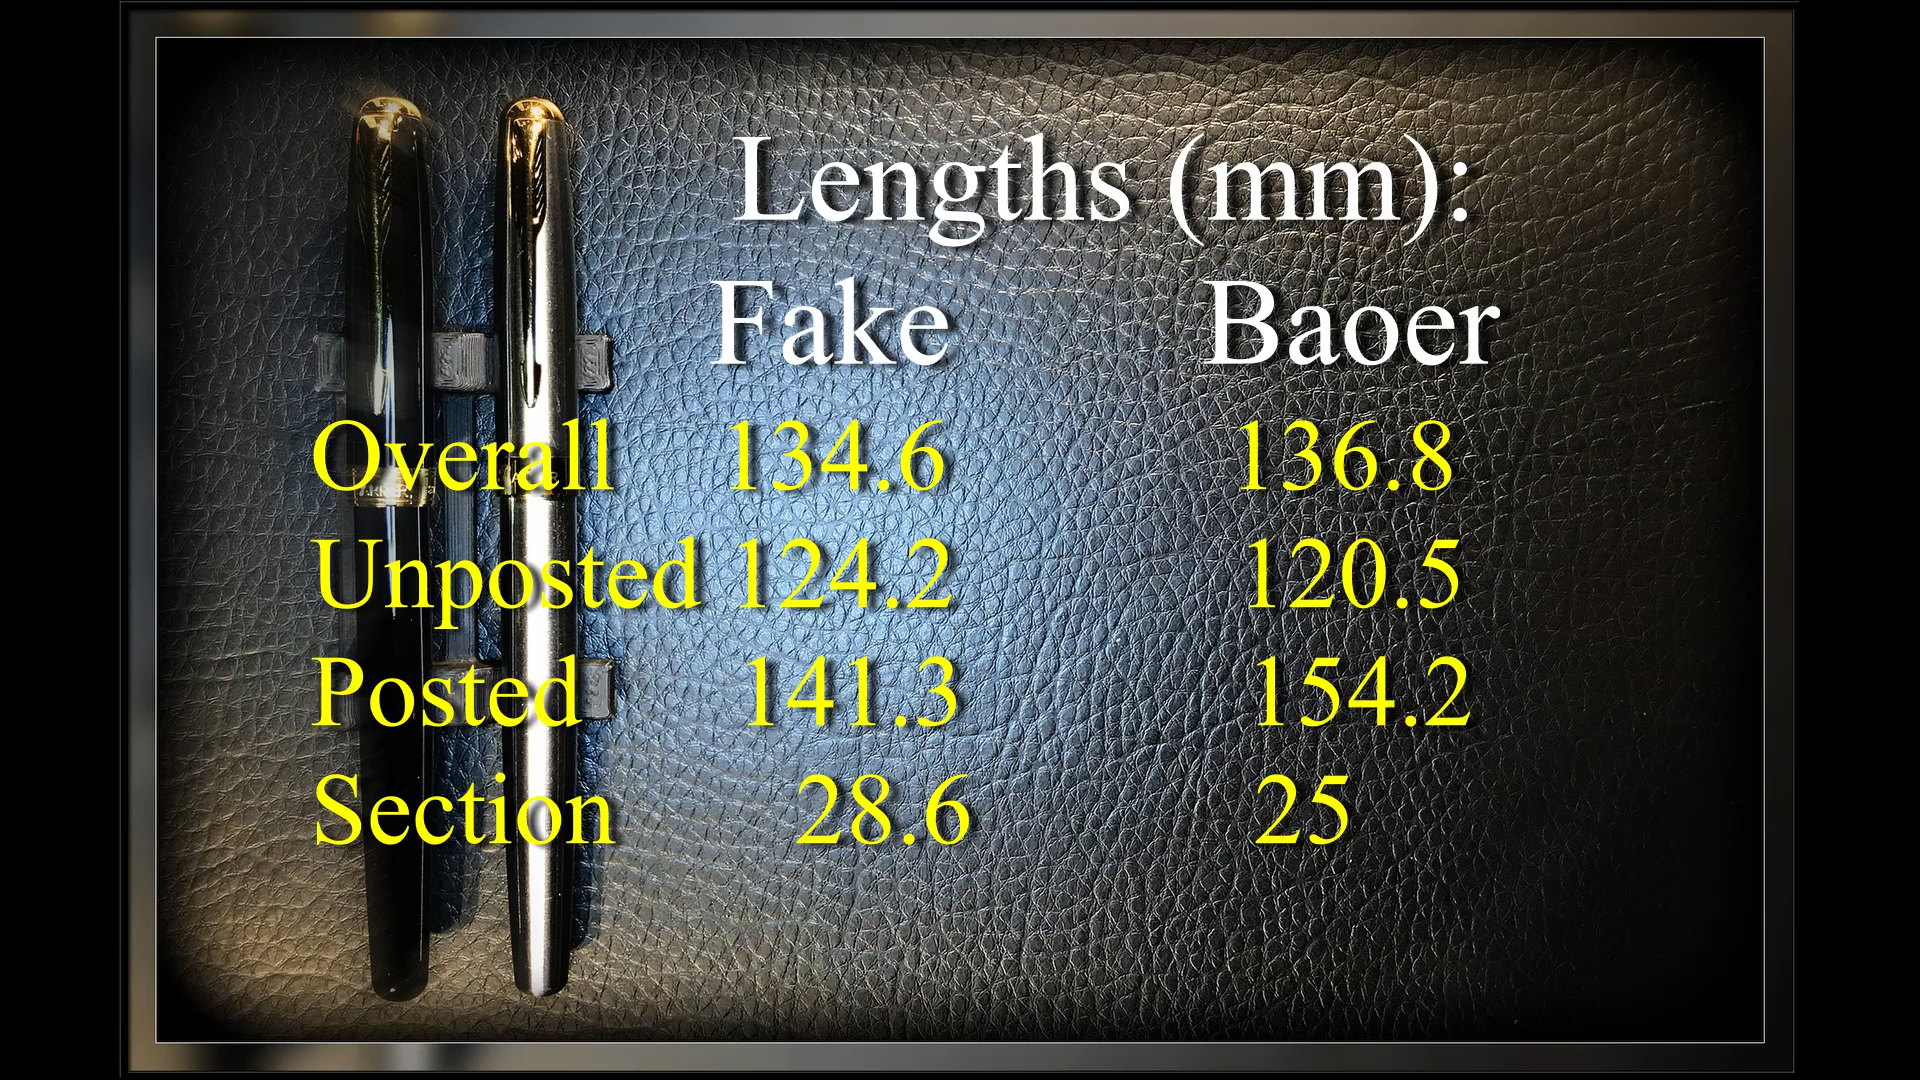 Lengths (mm):
Fake Baoer
Overall 134.6 136.8
Unposted 124.2 120.5
Posted 141.3 154.2
Section 28.6 25